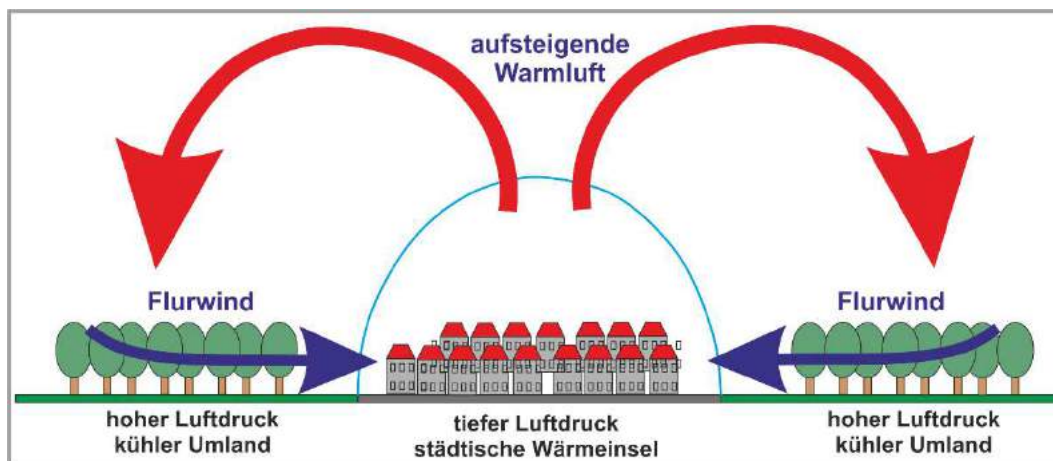 aufsteigende
Warmluft
Flurwind
Flurwind
hoher Luftdruck
kühler Umland
tiefer Luftdruck
städtische Wärmeinsel
hoher Luftdruck
kühler Umland